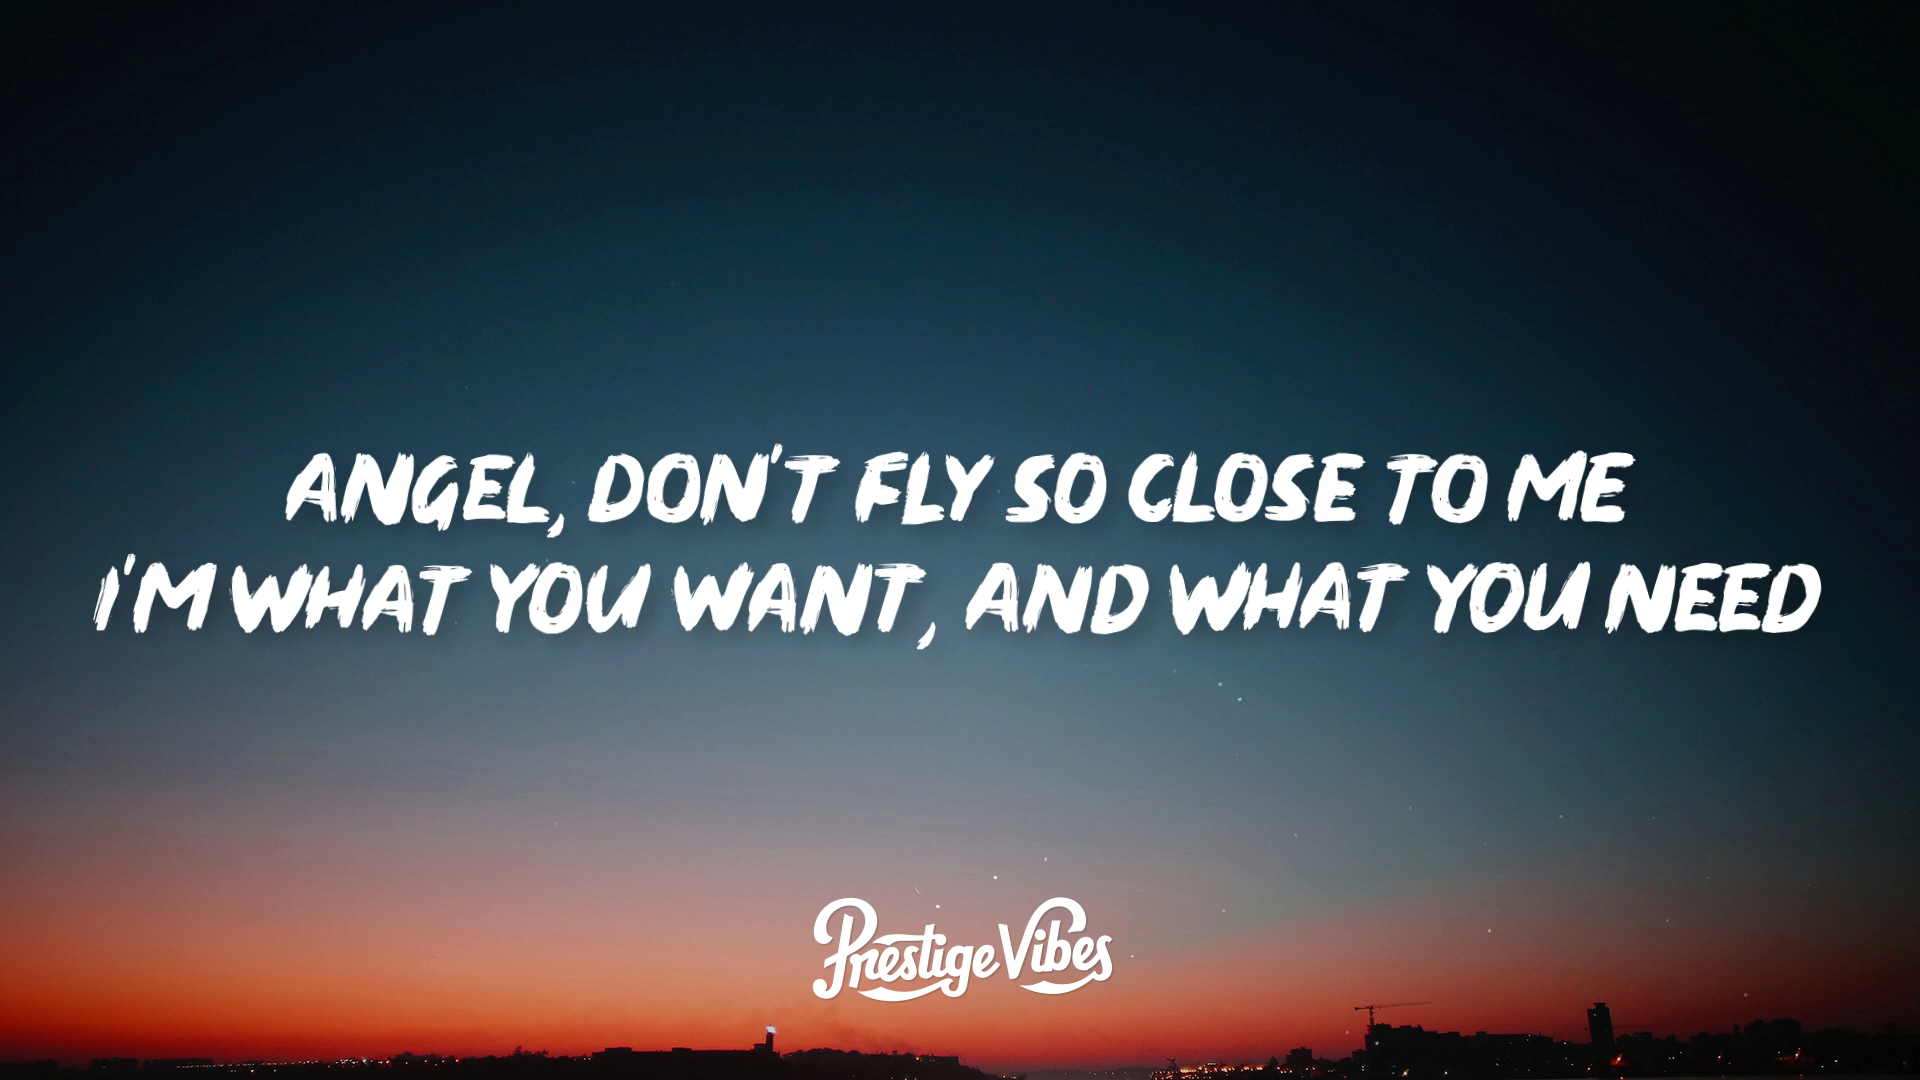 ANGEL, DON'T FLY SO CLOSE TO ME
I'M WHAT YOU WANT, AND WHAT YOU NEED
Prestige Vibes